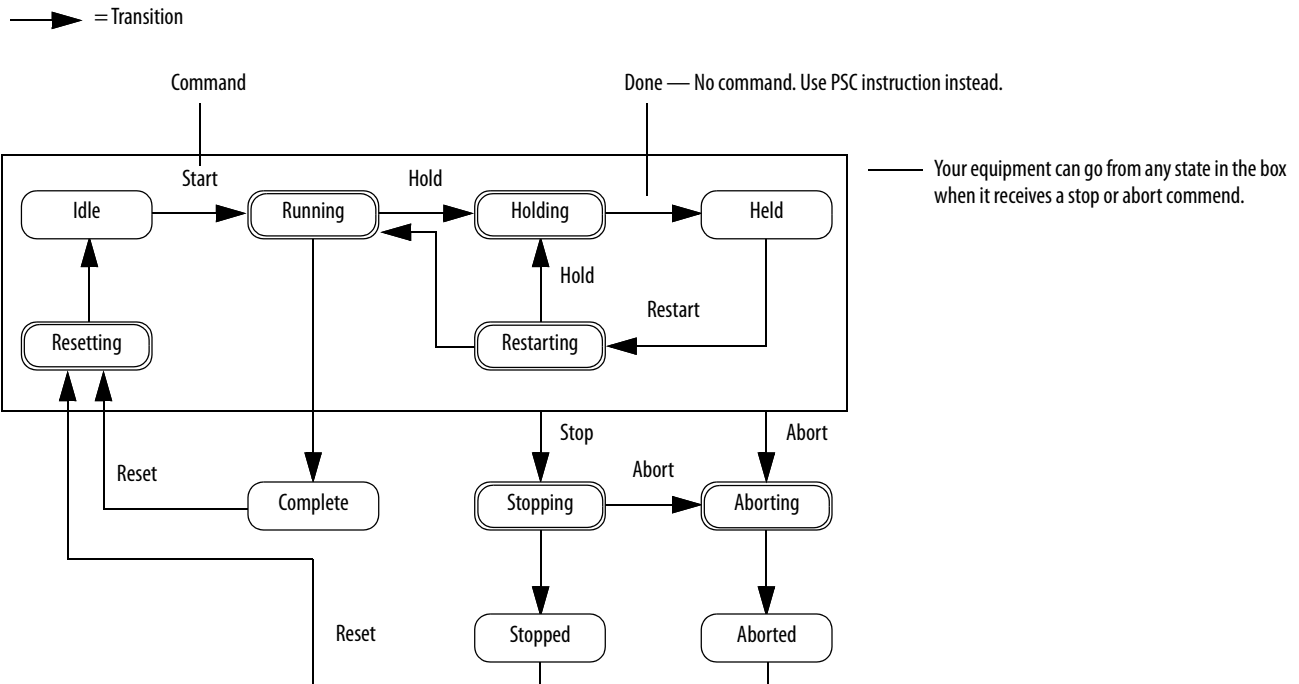 = Transition
Command
Done — No command. Use PSC instruction instead.
Your equipment can go from any state in the box
when it receives a stop or abort commend.
Start
Hold
Idle
Running
Holding
Held
Hold
Restart
Resetting
Restarting
Stop
Abort
Reset
Abort
Complete
Stopping
Aborting
Reset
Stopped
Aborted